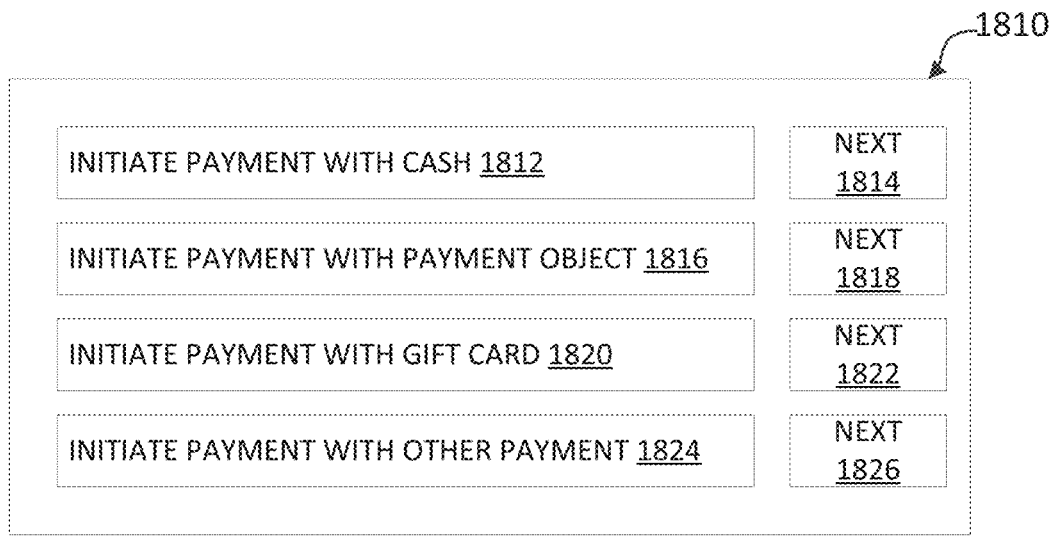 1810
INITIATE PAYMENT WITH CASH 1812
NEXT
1814
INITIATE PAYMENT WITH PAYMENT OBJECT 1816
NEXT
1818
INITIATE PAYMENT WITH GIFT CARD 1820
NEXT
1822
INITIATE PAYMENT WITH OTHER PAYMENT 1824
NEXT
1826